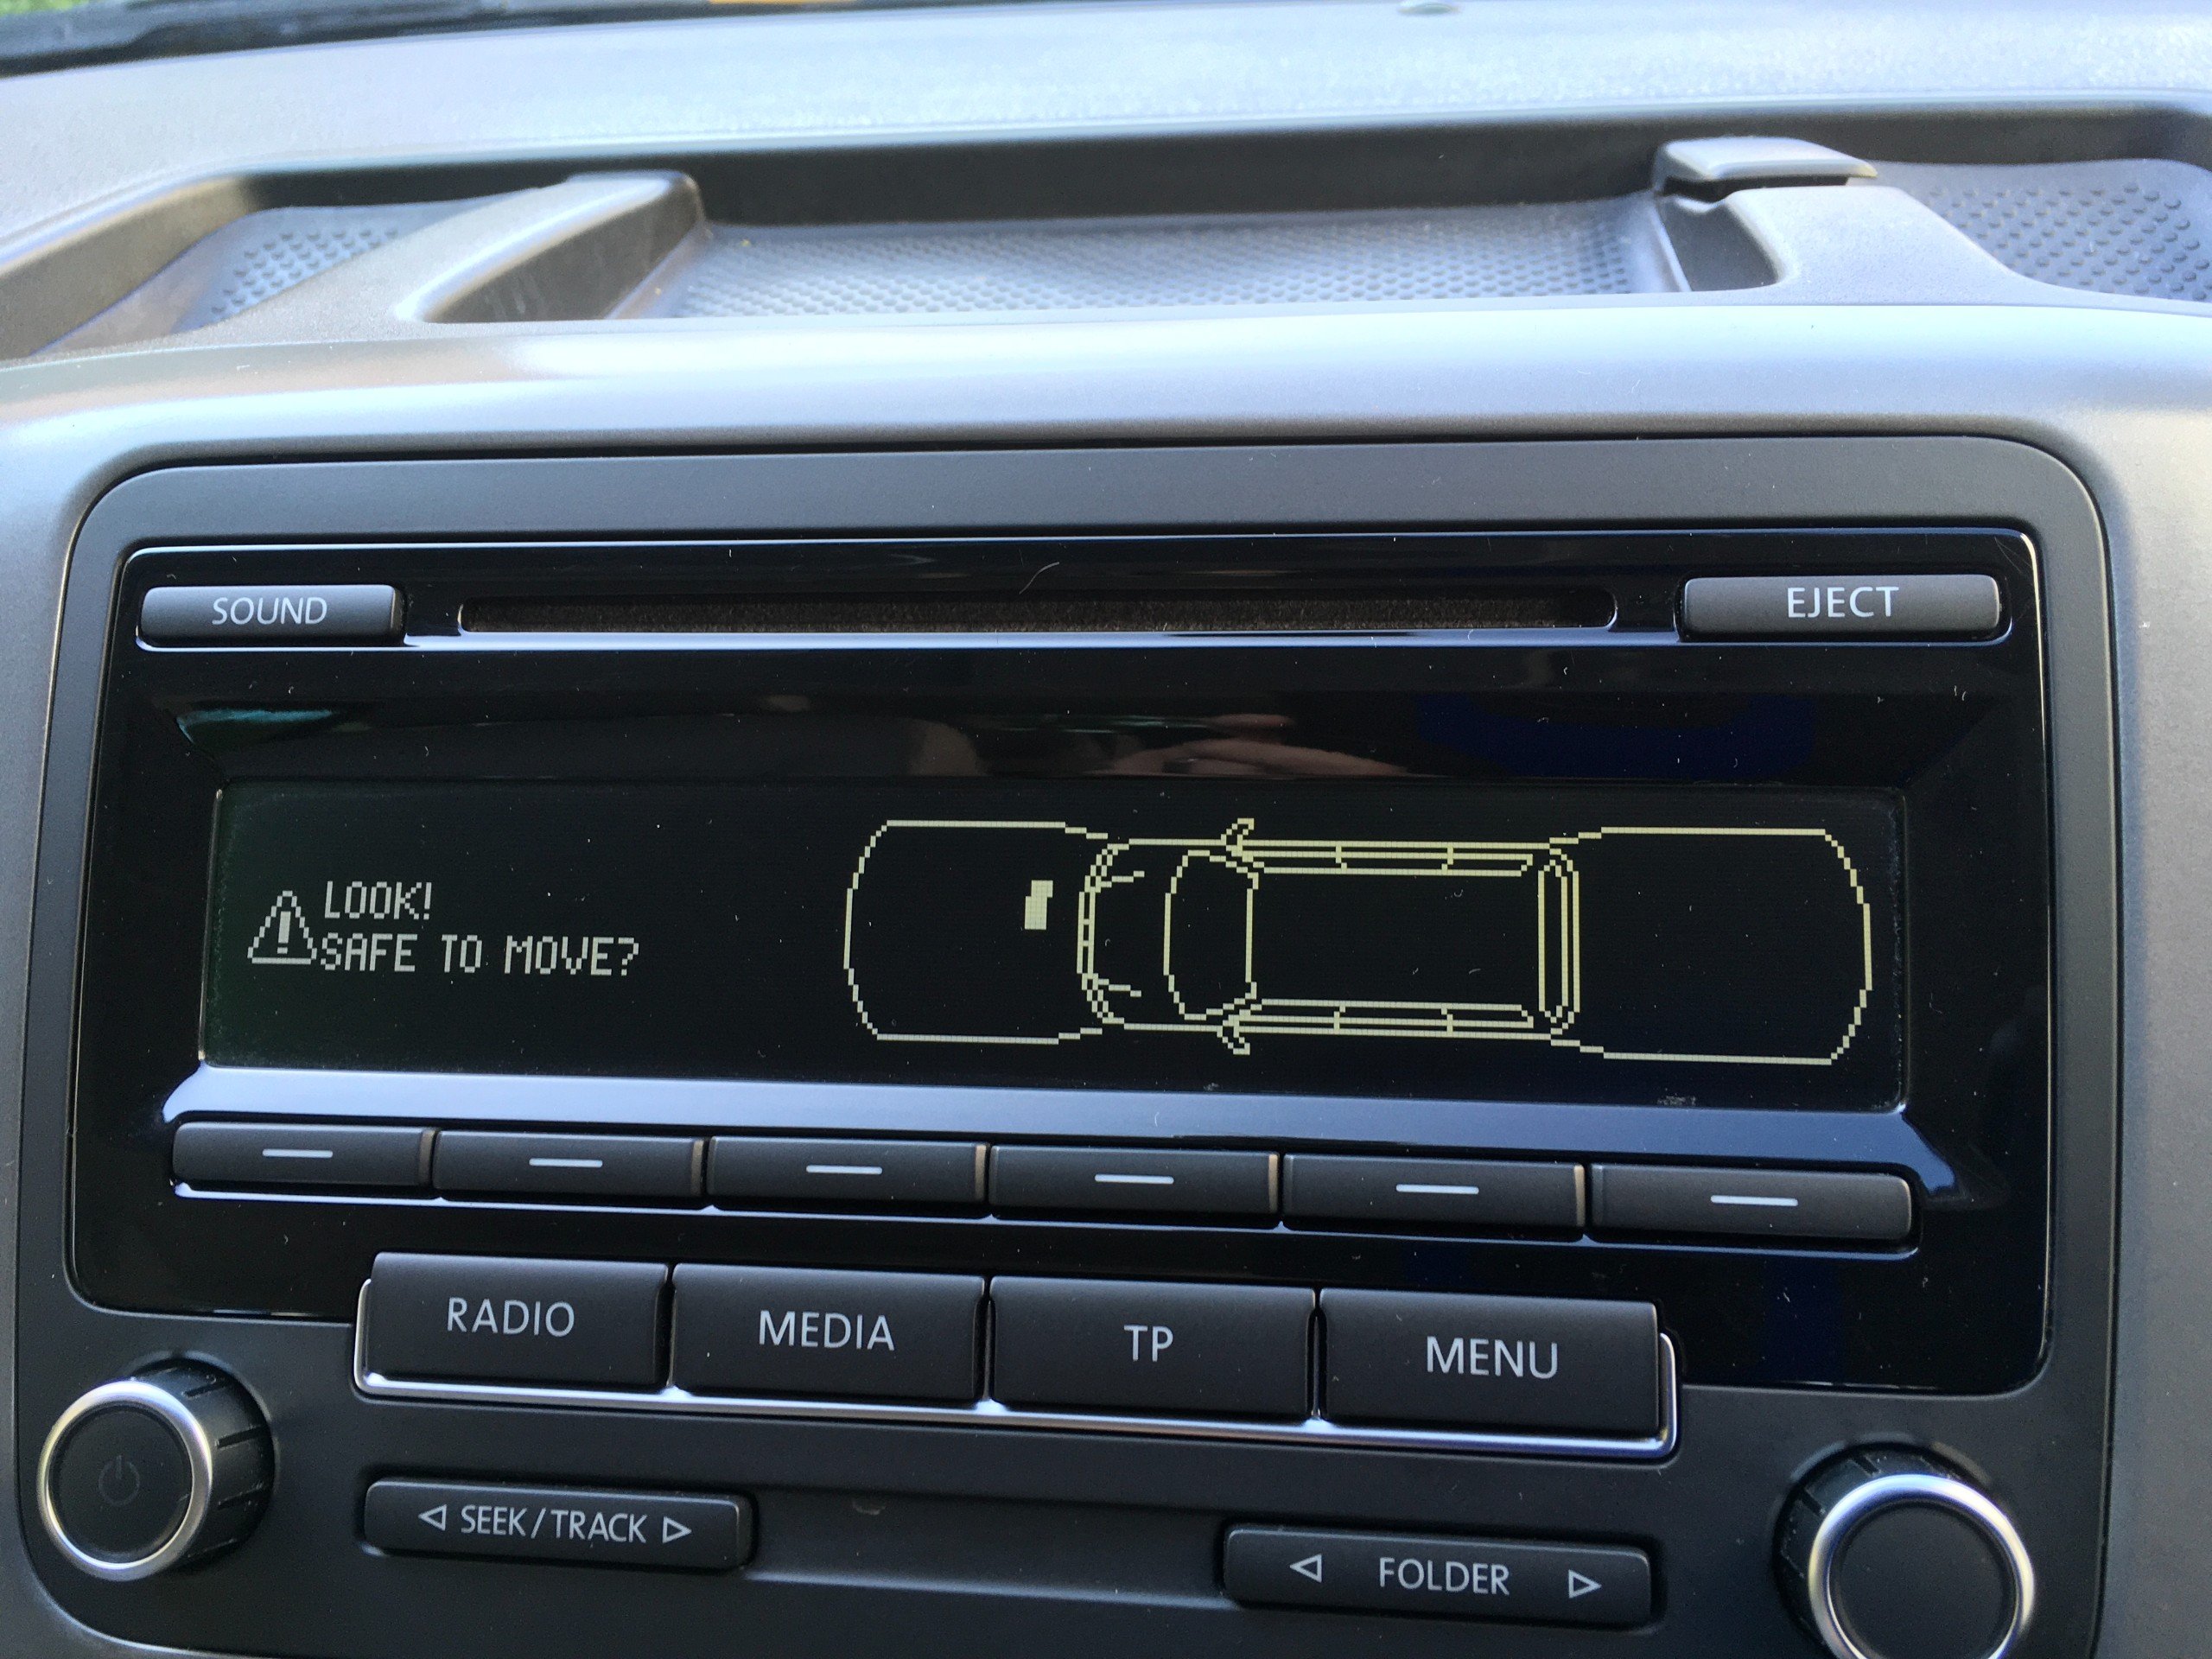 SOUND
EJECT
LOOK!
SAFE TO MOVE?
RADIO
MEDIA
TP
MENU
SEEK/TRACK
FOLDER